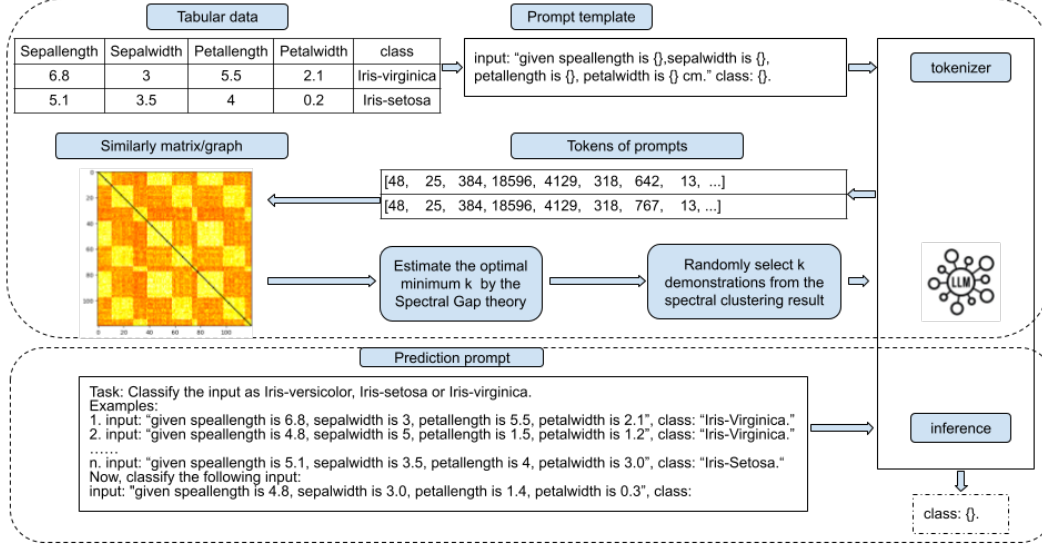 Tabular data
Prompt template
Sepallength Sepalwidth Petallength Petalwidth class
6.8 3 5.5 2.1 Iris-virginica
5.1 3.5 4 0.2 Iris-setosa
input: “given speallength is {},sepalwidth is {},
petallength is {}, petalwidth is {} cm.” class: {}.
tokenizer
Similarly matrix/graph
Tokens of prompts
[48, 25, 384, 18596, 4129, 318, 642, 13, ...]
[48, 25, 384, 18596, 4129, 318, 767, 13, ...]
0
20
40
60
80
100
0 20 40 60 80 100
Estimate the optimal
minimum k by the
Spectral Gap theory
Randomly select k
demonstrations from the
spectral clustering result
LLM
Prediction prompt
Task: Classify the input as Iris-versicolor, Iris-setosa or Iris-virginica.
Examples:
1. input: “given speallength is 6.8, sepalwidth is 3, petallength is 5.5, petalwidth is 2.1”, class: “Iris-Virginica.”
2. input: “given speallength is 4.8, sepalwidth is 5, petallength is 1.5, petalwidth is 1.2”, class: “Iris-Virginica.”
......
n. input: “given speallength is 5.1, sepalwidth is 3.5, petallength is 4, petalwidth is 3.0”, class: “Iris-Setosa.“
Now, classify the following input:
input: "given speallength is 4.8, sepalwidth is 3.0, petallength is 1.4, petalwidth is 0.3”, class:
inference
class: {}.